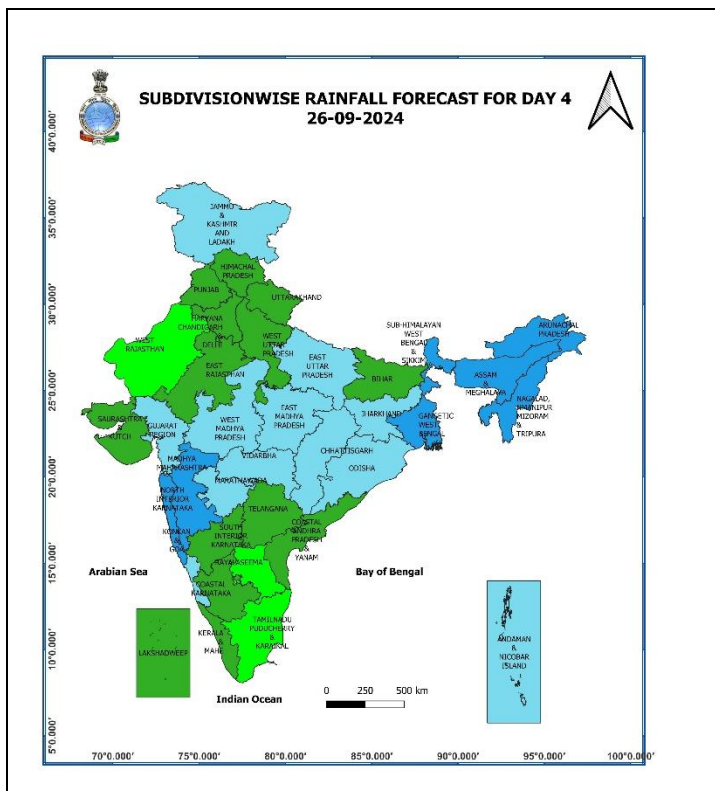 SUBDIVISIONWISE RAINFALL FORECAST FOR DAY 4
26-09-2024
40°0.000'
35°0.000'
30°0.000'
25°0.000'
20°0.000'
15°0.000'
10°0.000'
5°0.000'
JAMMU
&
KASHMIR
AND
LADAKH
HIMACHAL
PRADESH
PUNJAB
UTTARAKHAND
HARYANA
CHANDIGARH
&
DELHI
WEST
RAJASTHAN
WEST
UTTAR
PRADESH
EAST
RAJASTHAN
EAST
UTTAR
PRADESH
SUB-HIMALAYAN
WEST
BENGAL
&
SIKKIM
ARUNACHAL
PRADESH
ASSAM
&
MEGHALAYA
NAGALAD,
NMANIPUR
MIZORAM
&
TRIPURA
BIHAR
SAURASHTRA
&
KUTCH
GUJARAT
REGION
WEST
MADHYA
PRADESH
EAST
MADHYA
PRADESH
JHARKHAND
GANGETIC
WEST
BENGAL
CHHATISGARH
ODISHA
VIDARBHA
MADHYA
MAHARASHTRA
MARATHAWADA
NORTH
INTERIOR
KARNATAKA
TELANGANA
KONKAN
&
GOA
SOUTH
INTERIOR
KARNATAKA
COASTAL
ANDHRA
PRADESH
&
YANAM
RAYALASEEMA
COASTAL
KARNATAKA
Arabian Sea
Bay of Bengal
TAMILNADU
PUDUCHERRY
&
KARAIKAL
KERALA
&
MAHE
LAKSHADWEEP
ANDAMAN
&
NICOBAR
ISLAND
Indian Ocean
0 250 500 km
70°0.000' 75°0.000' 80°0.000' 85°0.000' 90°0.000' 95°0.000' 100°0.000'